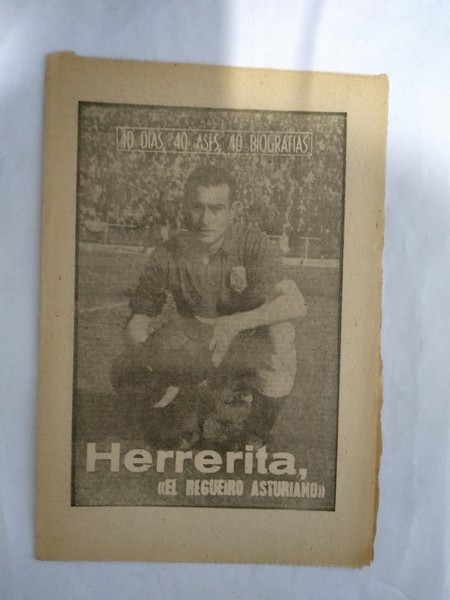 40 DIAS, 40 ASES, 40 BIOGRAFIAS
Herrerita,
«EL REGUEIRO ASTURIANO»